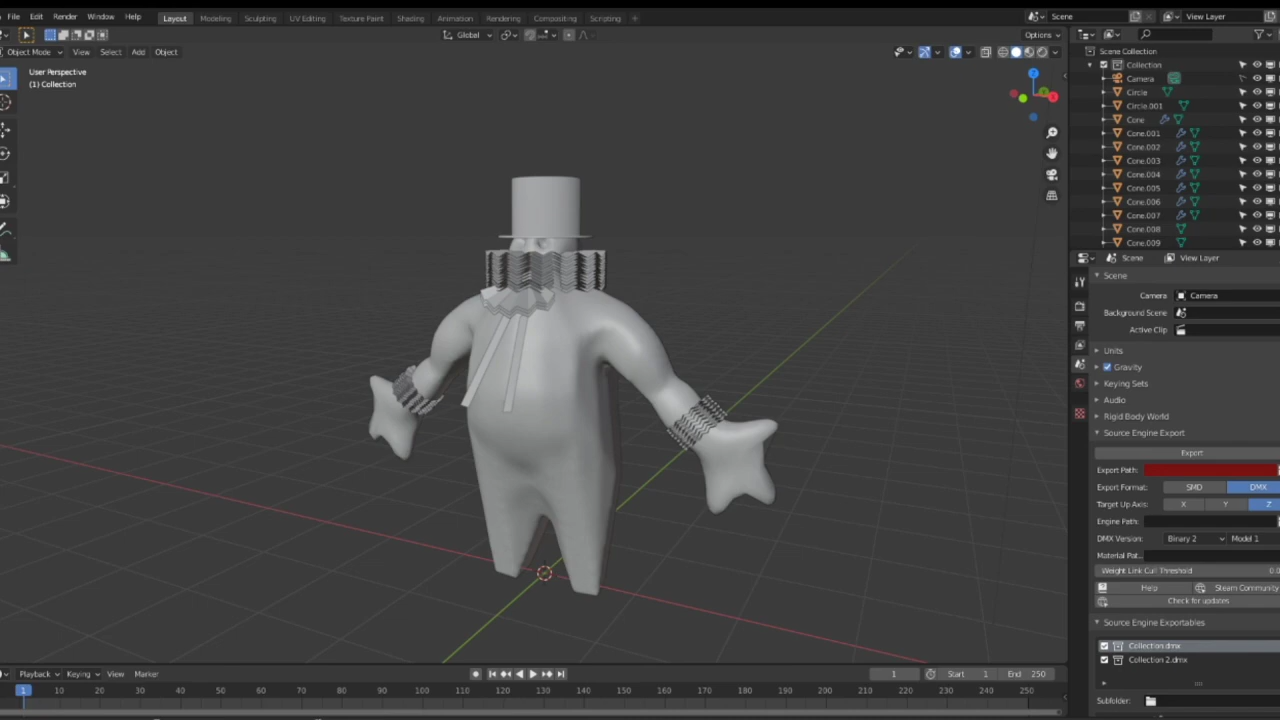 File Edit Render Window Help Layout Modeling Sculpting UV Editing Texture Paint Shading Animation Rendering Compositing Scripting + Scene View Layer
Global Options
Object Mode View Select Add Object
User Perspective
(1) Collection
Z
X
Scene Collection
Collection
Camera
Circle
Circle.001
Cone
Cone.001
Cone.002
Cone.003
Cone.004
Cone.005
Cone.006
Cone.007
Cone.008
Cone.009
Scene View Layer
Scene
Camera Camera
Background Scene
Active Clip
Units
Gravity
Keying Sets
Audio
Rigid Body World
Source Engine Export
Export
Export Path:
Export Format: SMD DMX
Target Up Axis: X Y Z
Engine Path:
DMX Version: Binary 2 Model 1
Material Pat..
Weight Link Cull Threshold 0.0
Help Steam Community
Check for updates
Source Engine Exportables
Collection.dmx
Collection 2.dmx
Subfolder:
Playback Keying View Marker 1 Start 1 End 250
1 10 20 30 40 50 60 70 80 90 100 110 120 130 140 150 160 170 180 190 200 210 220 230 240 250